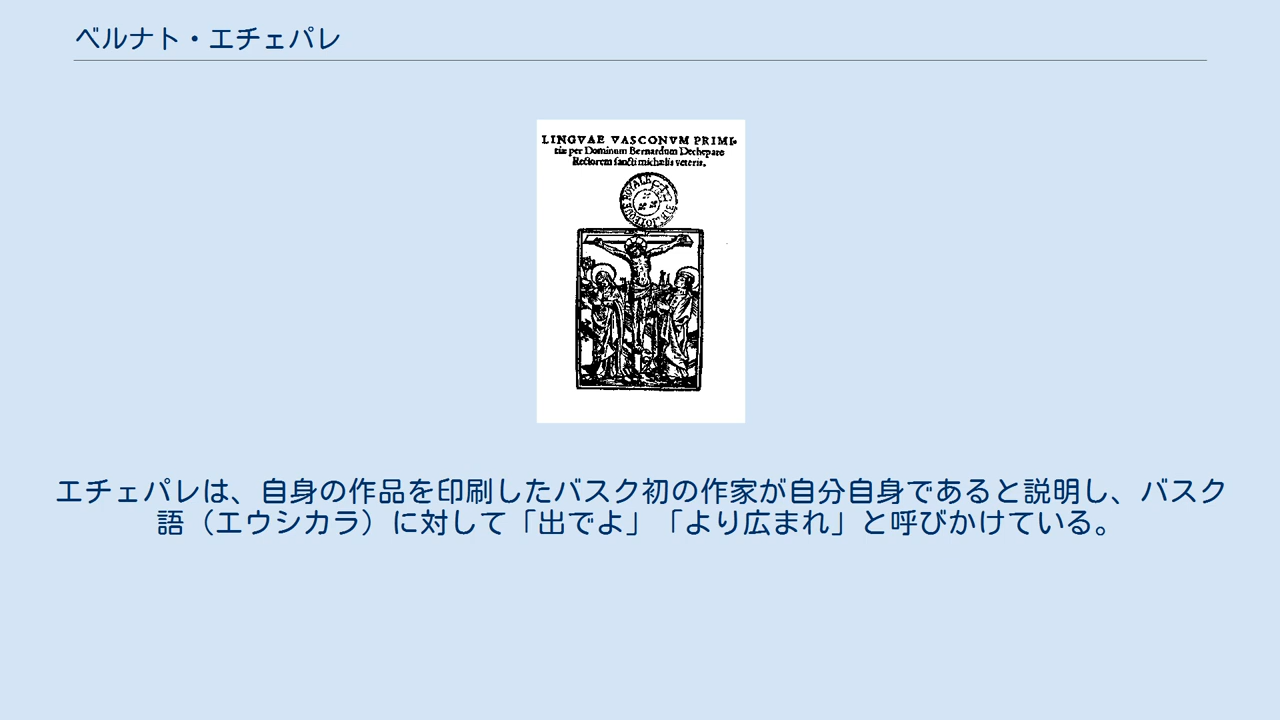 ベルナト・エチェパレ
LINGVAE VASCONVM PRIMI-
tiæ per Dominum Bernardum Dechepare
Rectorem sancti michælis veteris.
エチェパレは、自身の作品を印刷したバスク初の作家が自分自身であると説明し、バスク
語（エウシカラ）に対して「出でよ」「より広まれ」と呼びかけている。